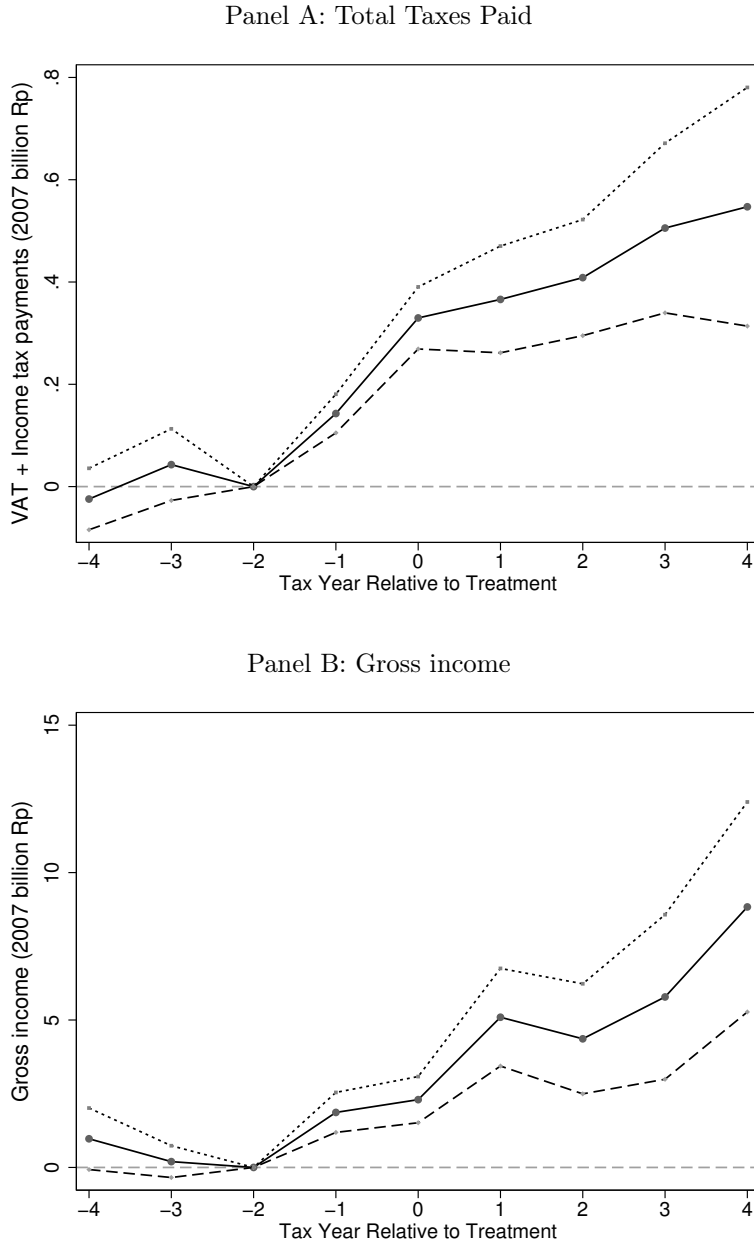 Panel A: Total Taxes Paid
VAT + Income tax payments (2007 billion Rp)
.8
.6
.4
.2
0
−4 −3 −2 −1 0 1 2 3 4
Tax Year Relative to Treatment
Panel B: Gross income
Gross income (2007 billion Rp)
15
10
5
0
−4 −3 −2 −1 0 1 2 3 4
Tax Year Relative to Treatment